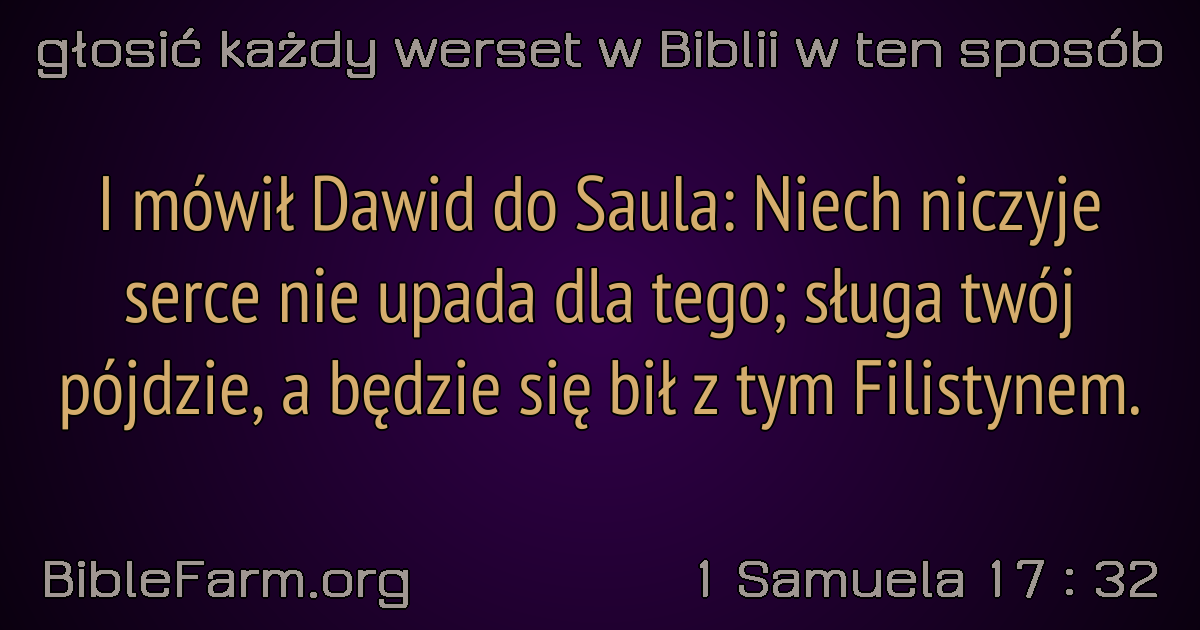 głosić każdy werset w Biblii w ten sposób
I mówił Dawid do Saula: Niech niczyje
serce nie upada dla tego; sługa twój
pójdzie, a będzie się bił z tym Filistynem.
BibleFarm.org
1 Samuela 17 : 32